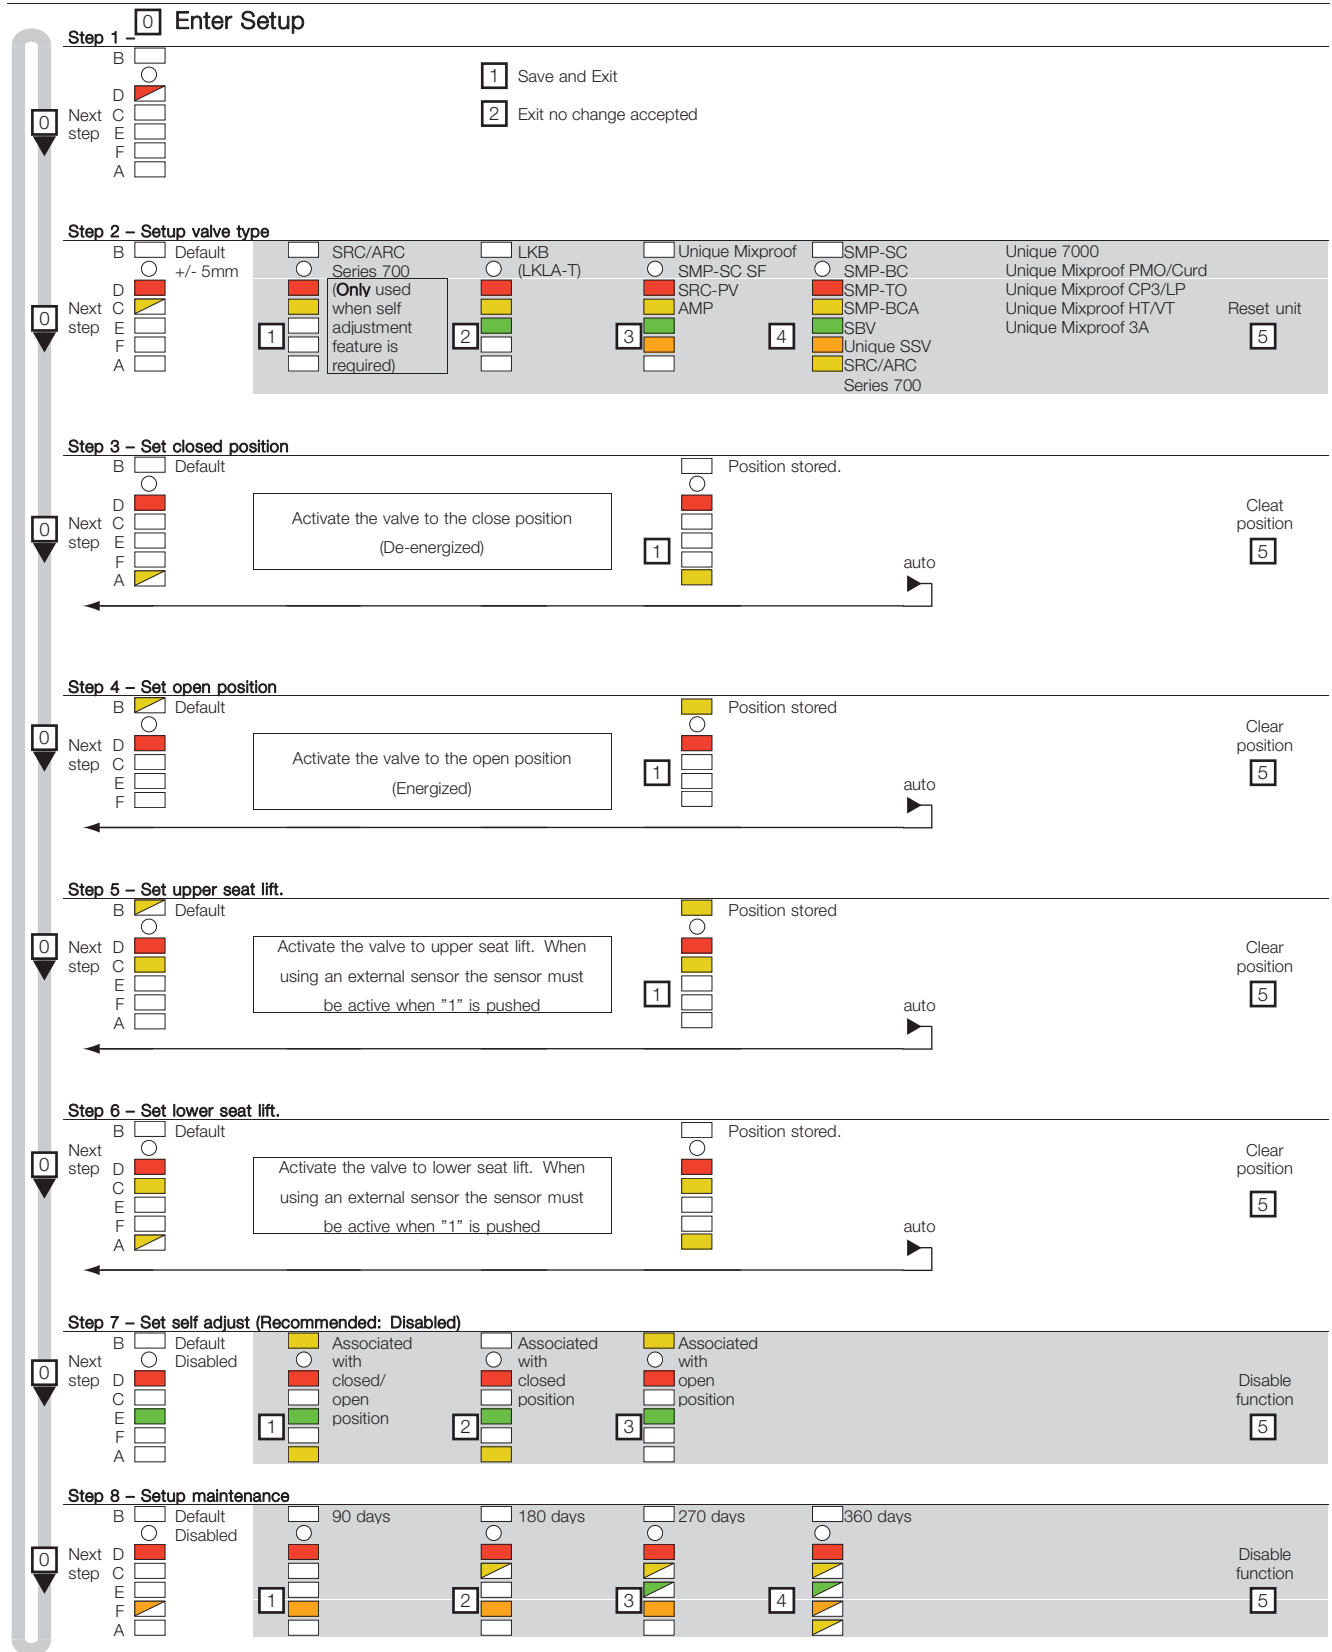 0 Enter Setup
Step 1 –
B
D
Next C
step E
F
A
0
1 Save and Exit
2 Exit no change accepted
Step 2 – Setup valve type
B Default
+/- 5mm
D
Next C
step E
F
A
0
SRC/ARC
Series 700
(Only used
when self
adjustment
feature is
required)
1
LKB
(LKLA-T)
2
Unique Mixproof
SMP-SC SF
SRC-PV
AMP
3
SMP-SC
SMP-BC
SMP-TO
SMP-BCA
SBV
Unique SSV
SRC/ARC
Series 700
4
Unique 7000
Unique Mixproof PMO/Curd
Unique Mixproof CP3/LP
Unique Mixproof HT/VT
Unique Mixproof 3A
Reset unit
5
Step 3 – Set closed position
B Default
D
Next C
step E
F
A
0
Activate the valve to the close position
(De-energized)
1
Position stored.
auto
Cleat
position
5
Step 4 – Set open position
B Default
Next D
step C
E
F
0
Activate the valve to the open position
(Energized)
1
Position stored
auto
Clear
position
5
Step 5 – Set upper seat lift.
B Default
Next D
step C
E
F
A
0
Activate the valve to upper seat lift. When
using an external sensor the sensor must
be active when ”1” is pushed
1
Position stored
auto
Clear
position
5
Step 6 – Set lower seat lift.
B Default
Next
step D
C
E
F
A
0
Activate the valve to lower seat lift. When
using an external sensor the sensor must
be active when ”1” is pushed
Position stored.
auto
Clear
position
5
Step 7 – Set self adjust (Recommended: Disabled)
B Default
Next Disabled
step D
C
E
F
A
0
Associated
with
closed/
open
position
1
Associated
with
closed
position
2
Associated
with
open
position
3
Disable
function
5
Step 8 – Setup maintenance
B Default
Disabled
Next D
step C
E
F
A
0
90 days
1
180 days
2
270 days
3
360 days
4
Disable
function
5